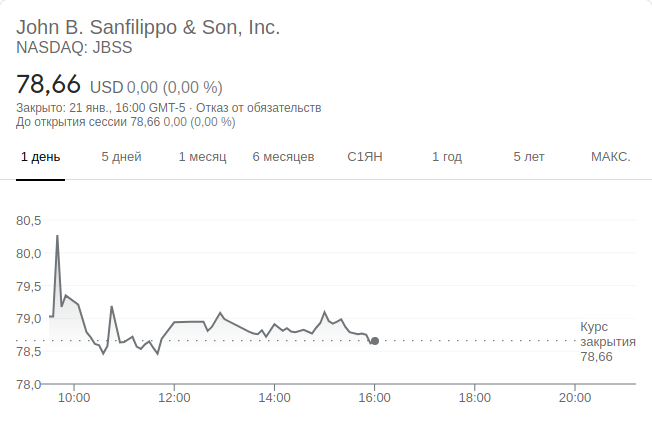 John B. Sanfilippo & Son, Inc.
NASDAQ: JBSS
78,66 USD 0,00 (0,00 %)
Закрыто: 21 янв., 16:00 GMT-5 · Отказ от обязательств
До открытия сессии 78,66 0,00 (0,00 %)
1 день 5 дней 1 месяц 6 месяцев С1ЯН 1 год 5 лет МАКС.
80,5
80,0
79,5
79,0
78,5
78,0
Курс
закрытия
78,66
10:00 12:00 14:00 16:00 18:00 20:00